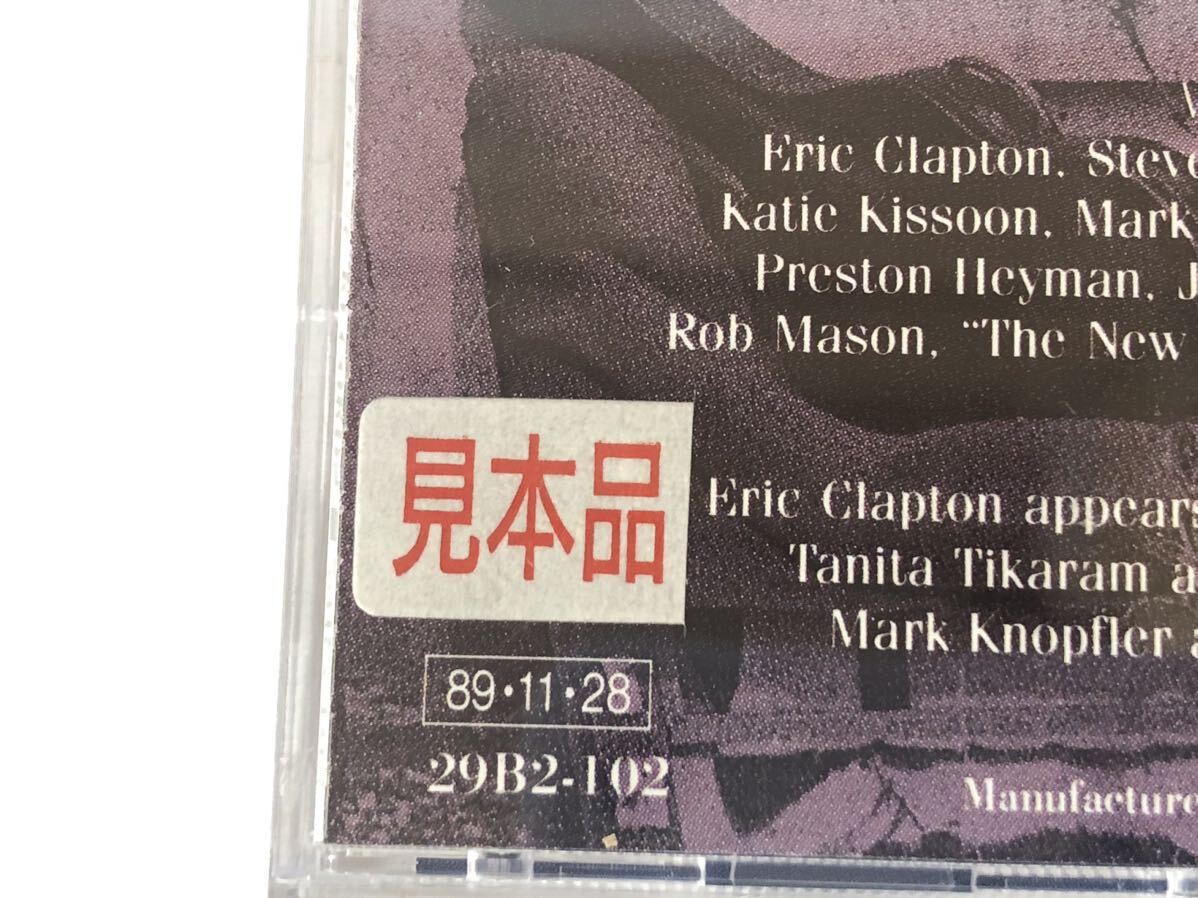 Eric Clapton, Steve
Katie Kissoon, Mark
Preston Heyman, J
Rob Mason, "The New
見本品
Eric Clapton appears
Tanita Tikaram a
Mark Knopfler a
89·11·28
29B2-102
Manufacture